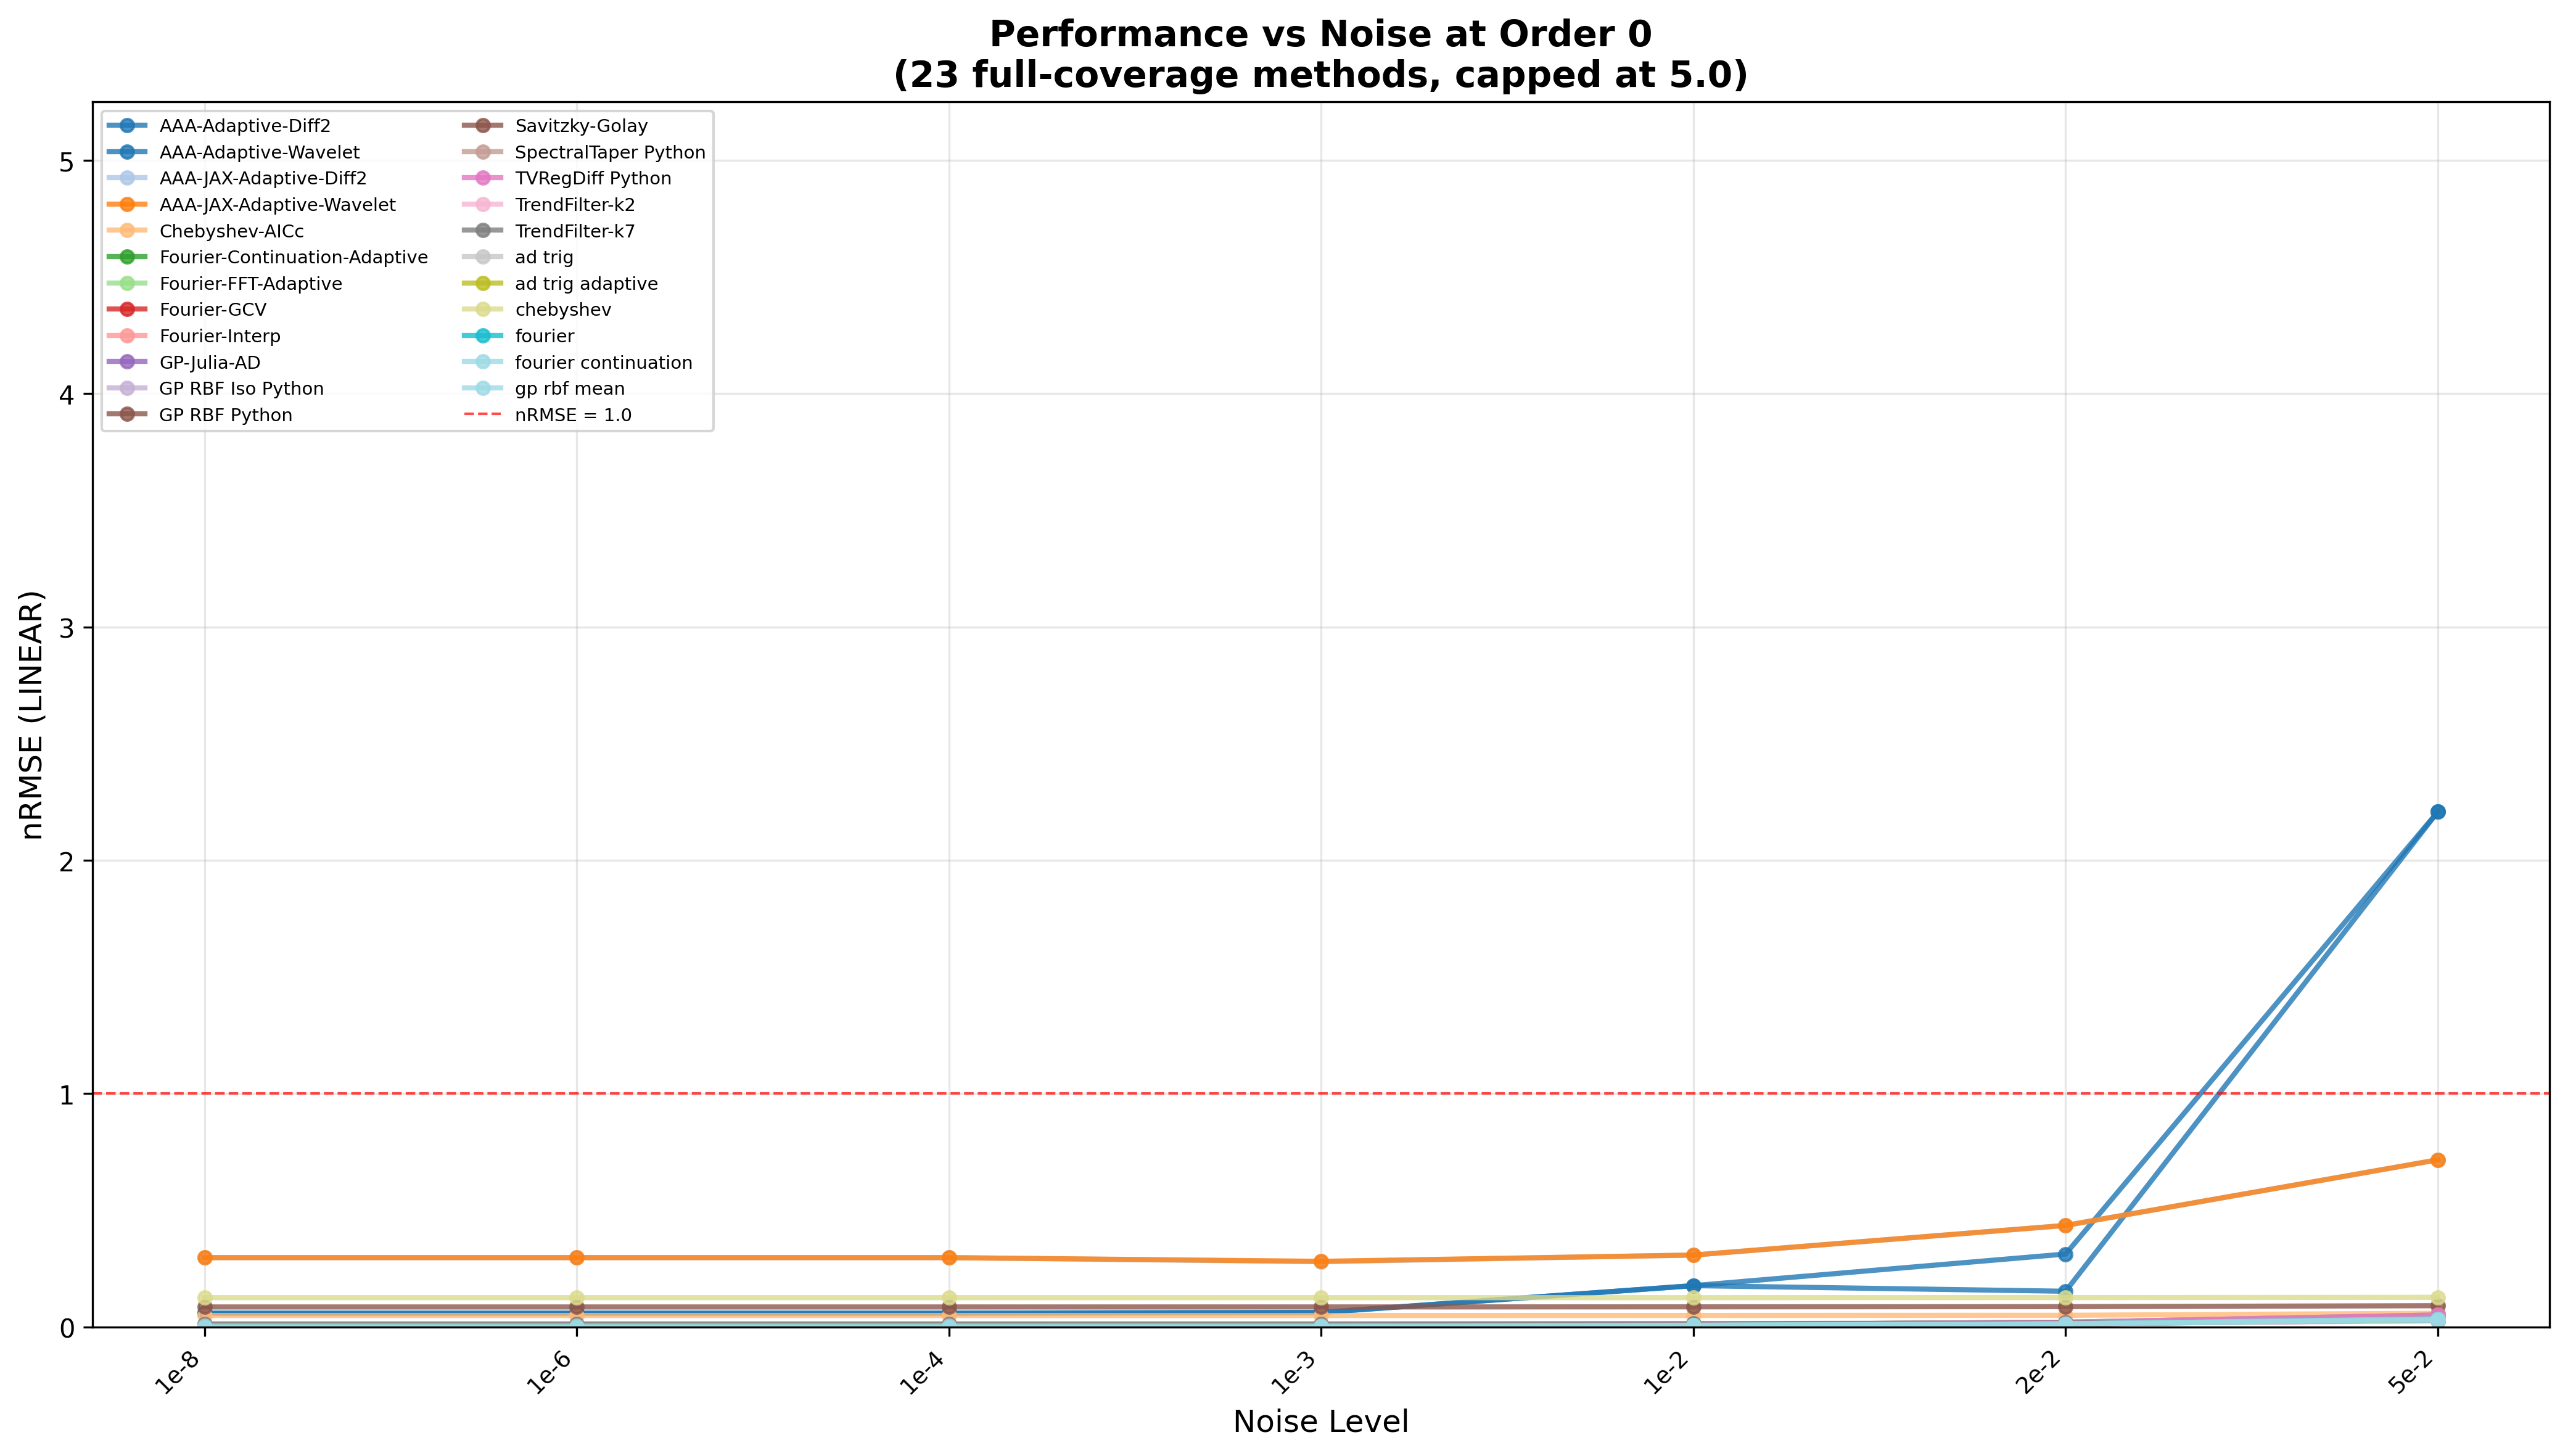 Performance vs Noise at Order 0
(23 full-coverage methods, capped at 5.0)
AAA-Adaptive-Diff2
AAA-Adaptive-Wavelet
AAA-JAX-Adaptive-Diff2
AAA-JAX-Adaptive-Wavelet
Chebyshev-AICc
Fourier-Continuation-Adaptive
Fourier-FFT-Adaptive
Fourier-GCV
Fourier-Interp
GP-Julia-AD
GP RBF Iso Python
GP RBF Python
Savitzky-Golay
SpectralTaper Python
TVRegDiff Python
TrendFilter-k2
TrendFilter-k7
ad trig
ad trig adaptive
chebyshev
fourier
fourier continuation
gp rbf mean
nRMSE = 1.0
nRMSE (LINEAR)
5
4
3
2
1
0
1e-8
1e-6
1e-4
1e-3
1e-2
2e-2
5e-2
Noise Level